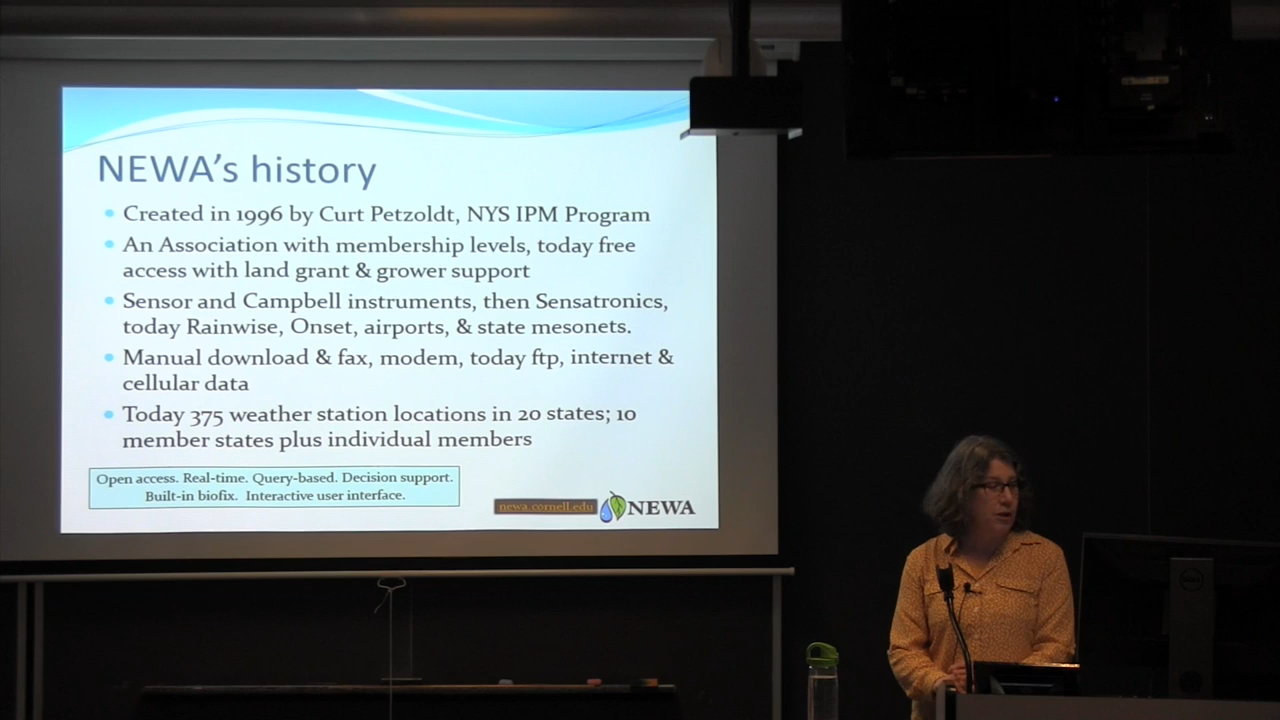 NEWA's history
• Created in 1996 by Curt Petzoldt, NYS IPM Program
• An Association with membership levels, today free
access with land grant & grower support
• Sensor and Campbell instruments, then Sensatronics,
today Rainwise, Onset, airports, & state mesonets.
• Manual download & fax, modem, today ftp, internet &
cellular data
• Today 375 weather station locations in 20 states; 10
member states plus individual members
Open access. Real-time. Query-based. Decision support.
Built-in biofix. Interactive user interface.
newa.cornell.edu
NEWA
DELL